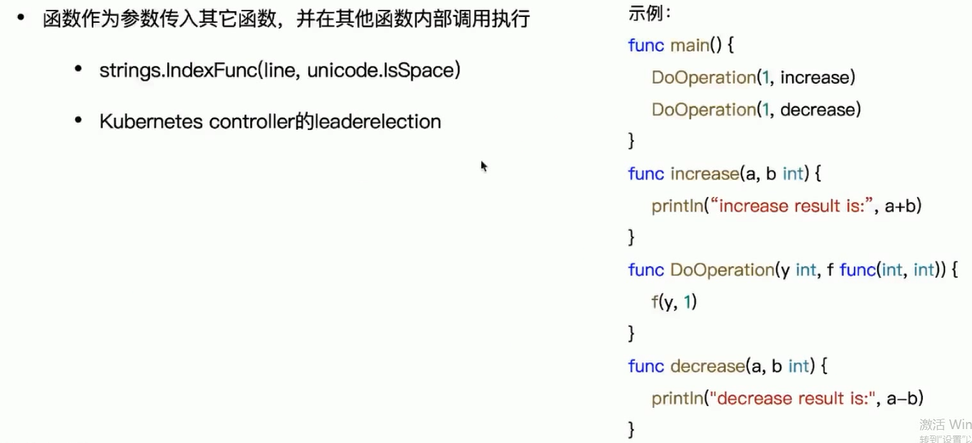 • 函数作为参数传入其它函数，并在其他函数内部调用执行
• strings.IndexFunc(line, unicode.IsSpace)
• Kubernetes controller的leaderelection
示例：
func main() {
DoOperation(1, increase)
DoOperation(1, decrease)
}
func increase(a, b int) {
println(“increase result is:”, a+b)
}
func DoOperation(y int, f func(int, int)) {
f(y, 1)
}
func decrease(a, b int) {
println("decrease result is:", a-b)
}
激活 Win
转到"设置"以